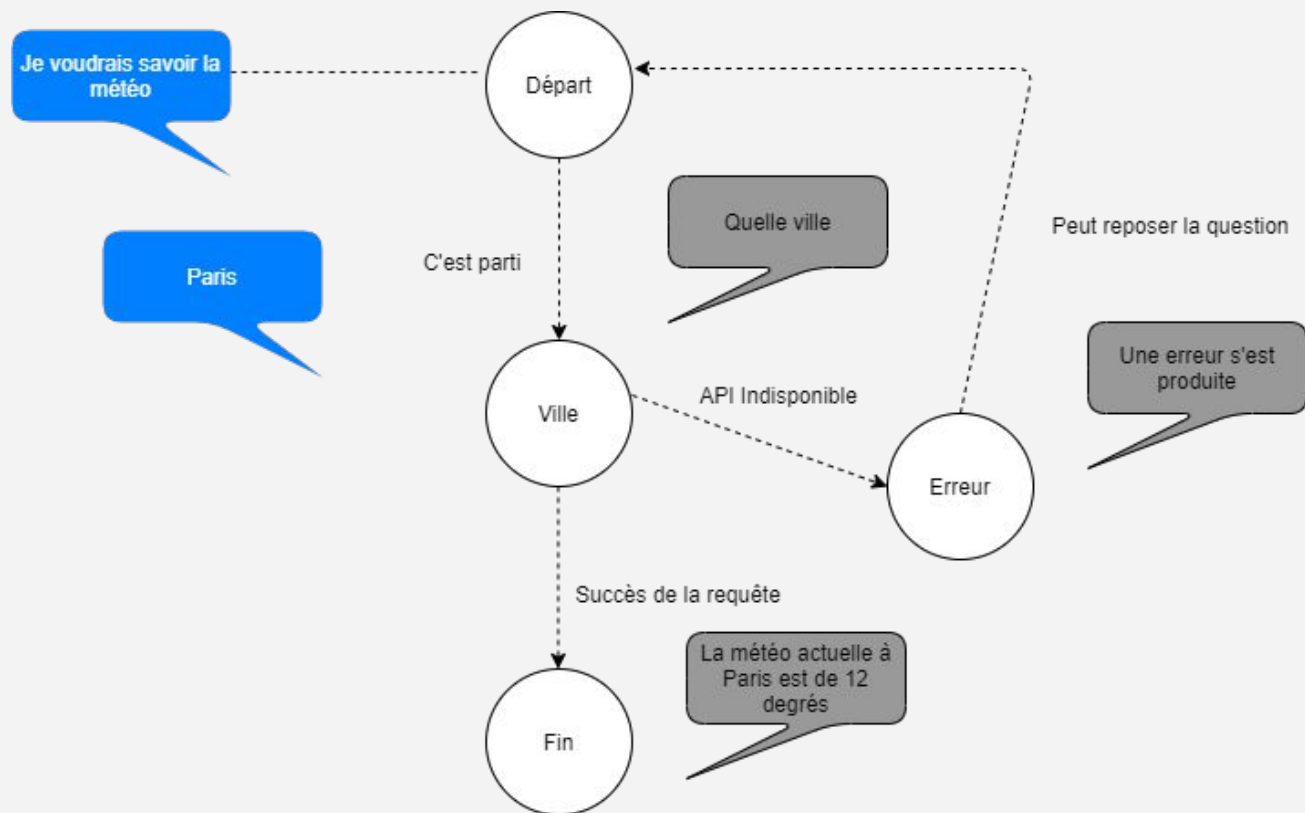 Je voudrais savoir la
météo
Départ
Quelle ville
Peut reposer la question
C'est parti
Paris
Une erreur s'est
produite
API Indisponible
Ville
Erreur
Succès de la requête
La météo actuelle à
Paris est de 12
degrés
Fin